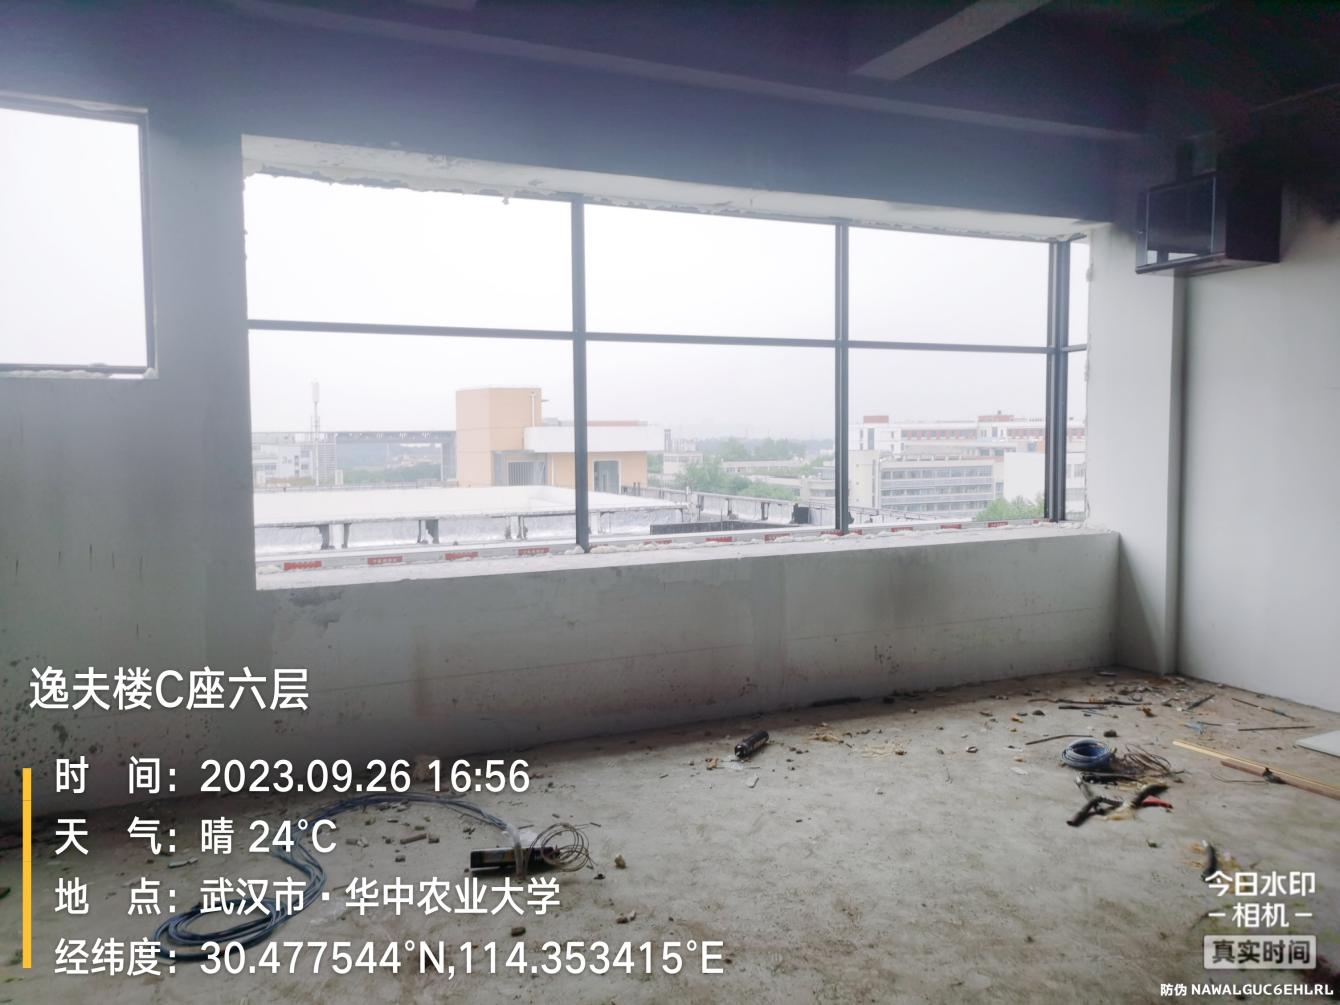 逸夫楼C座六层
时 间：2023.09.26 16:56
天 气：晴 24°C
地 点：武汉市·华中农业大学
经纬度：30.477544°N,114.353415°E
今日水印
-相机-
真实时间
防伪 NAWALGUC6EHLRL